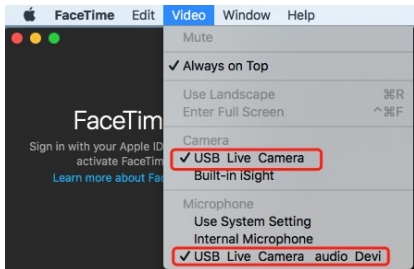 FaceTime Edit Video Window Help
Mute
✓ Always on Top
Use Landscape ⌘R
Enter Full Screen ^⌘F
FaceTim
Sign in with your Apple ID
activate FaceTim
Learn more about Fac
Camera
✓ USB Live Camera
Built-in iSight
Microphone
Use System Setting
Internal Microphone
✓ USB Live Camera audio Devi